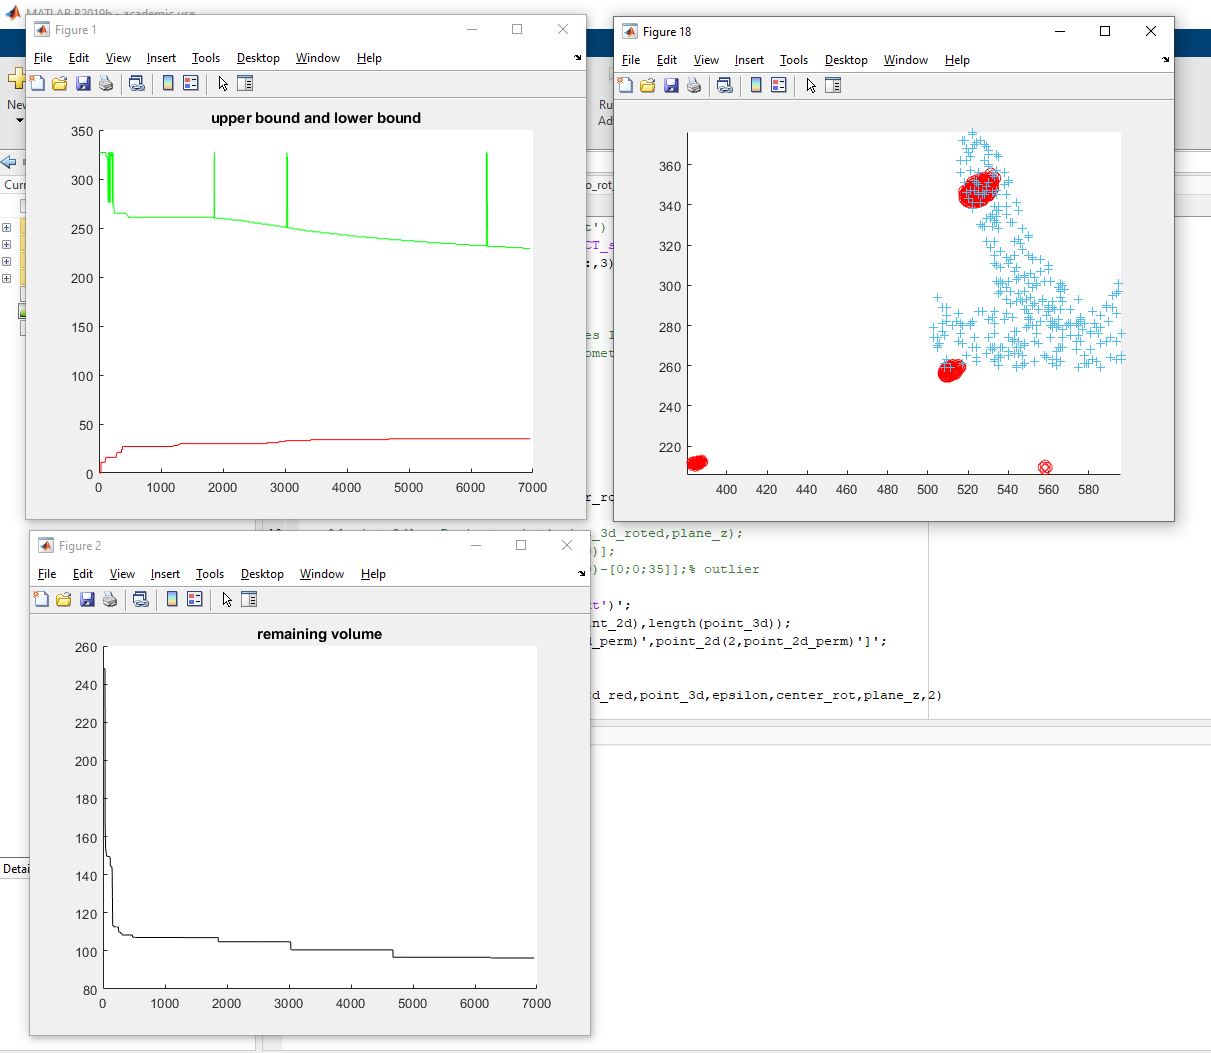 MATLAB R2019b - academic use
Figure 1
File Edit View Insert Tools Desktop Window Help
upper bound and lower bound
350
300
250
200
150
100
50
0
0 1000 2000 3000 4000 5000 6000 7000
Figure 18
File Edit View Insert Tools Desktop Window Help
360
340
320
300
280
260
240
220
400 420 440 460 480 500 520 540 560 580
Figure 2
File Edit View Insert Tools Desktop Window Help
remaining volume
260
240
220
200
180
160
140
120
100
80
0 1000 2000 3000 4000 5000 6000 7000
New
Ru
Ad
Curr
o_rot_
t')
CT_s
:,3)
es I
omet
r_ro
_3d_roted,plane_z);
)];
)-[0;0;35]];% outlier
xt')';
int_2d),length(point_3d));
d_perm)',point_2d(2,point_2d_perm)']';
rd_red,point_3d,epsilon,center_rot,plane_z,2)
Detai